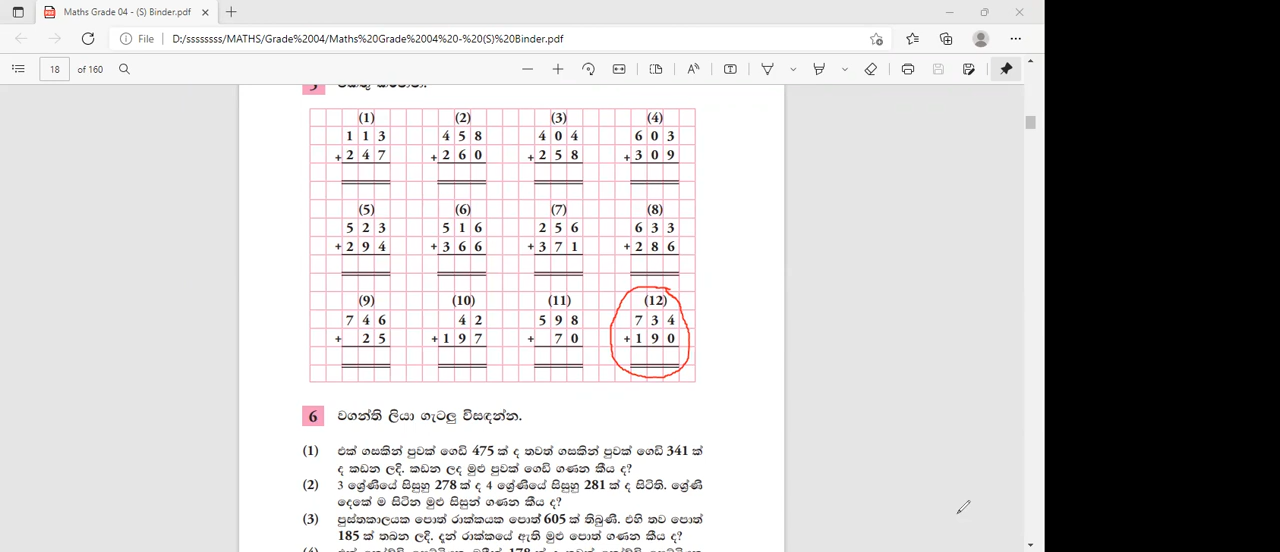 Maths Grade 04 - (S) Binder.pdf
File D:/ssssssss/MATHS/Grade%2004/Maths%20Grade%2004%20-%20(S)%20Binder.pdf
18 of 160
(1) (2) (3) (4)
1 1 3 4 5 8 4 0 4 6 0 3
+ 2 4 7 + 2 6 0 + 2 5 8 + 3 0 9
(5) (6) (7) (8)
5 2 3 5 1 6 2 5 6 6 3 3
+ 2 9 4 + 3 6 6 + 3 7 1 + 2 8 6
(9) (10) (11) (12)
7 4 6 4 2 5 9 8 7 3 4
+ 2 5 + 1 9 7 + 7 0 + 1 9 0
6 වගන්ති ලියා ගැටලු විසඳන්න.
(1) එක් ගසකින් පුවක් ගෙඩි 475 ක් ද තවත් ගසකින් පුවක් ගෙඩි 341 ක්
ද කඩන ලදි. කඩන ලද මුළු පුවක් ගෙඩි ගණන කීය ද?
(2) 3 ශ්‍රේණියේ සිසුහු 278 ක් ද 4 ශ්‍රේණියේ සිසුහු 281 ක් ද සිටිති. ශ්‍රේණි
දෙකේ ම සිටින මුළු සිසුන් ගණන කීය ද?
(3) පුස්තකාලයක පොත් රාක්කයක පොත් 605 ක් තිබුණි. එහි තව පොත්
185 ක් තබන ලදි. දැන් රාක්කයේ ඇති මුළු පොත් ගණන කීය ද?